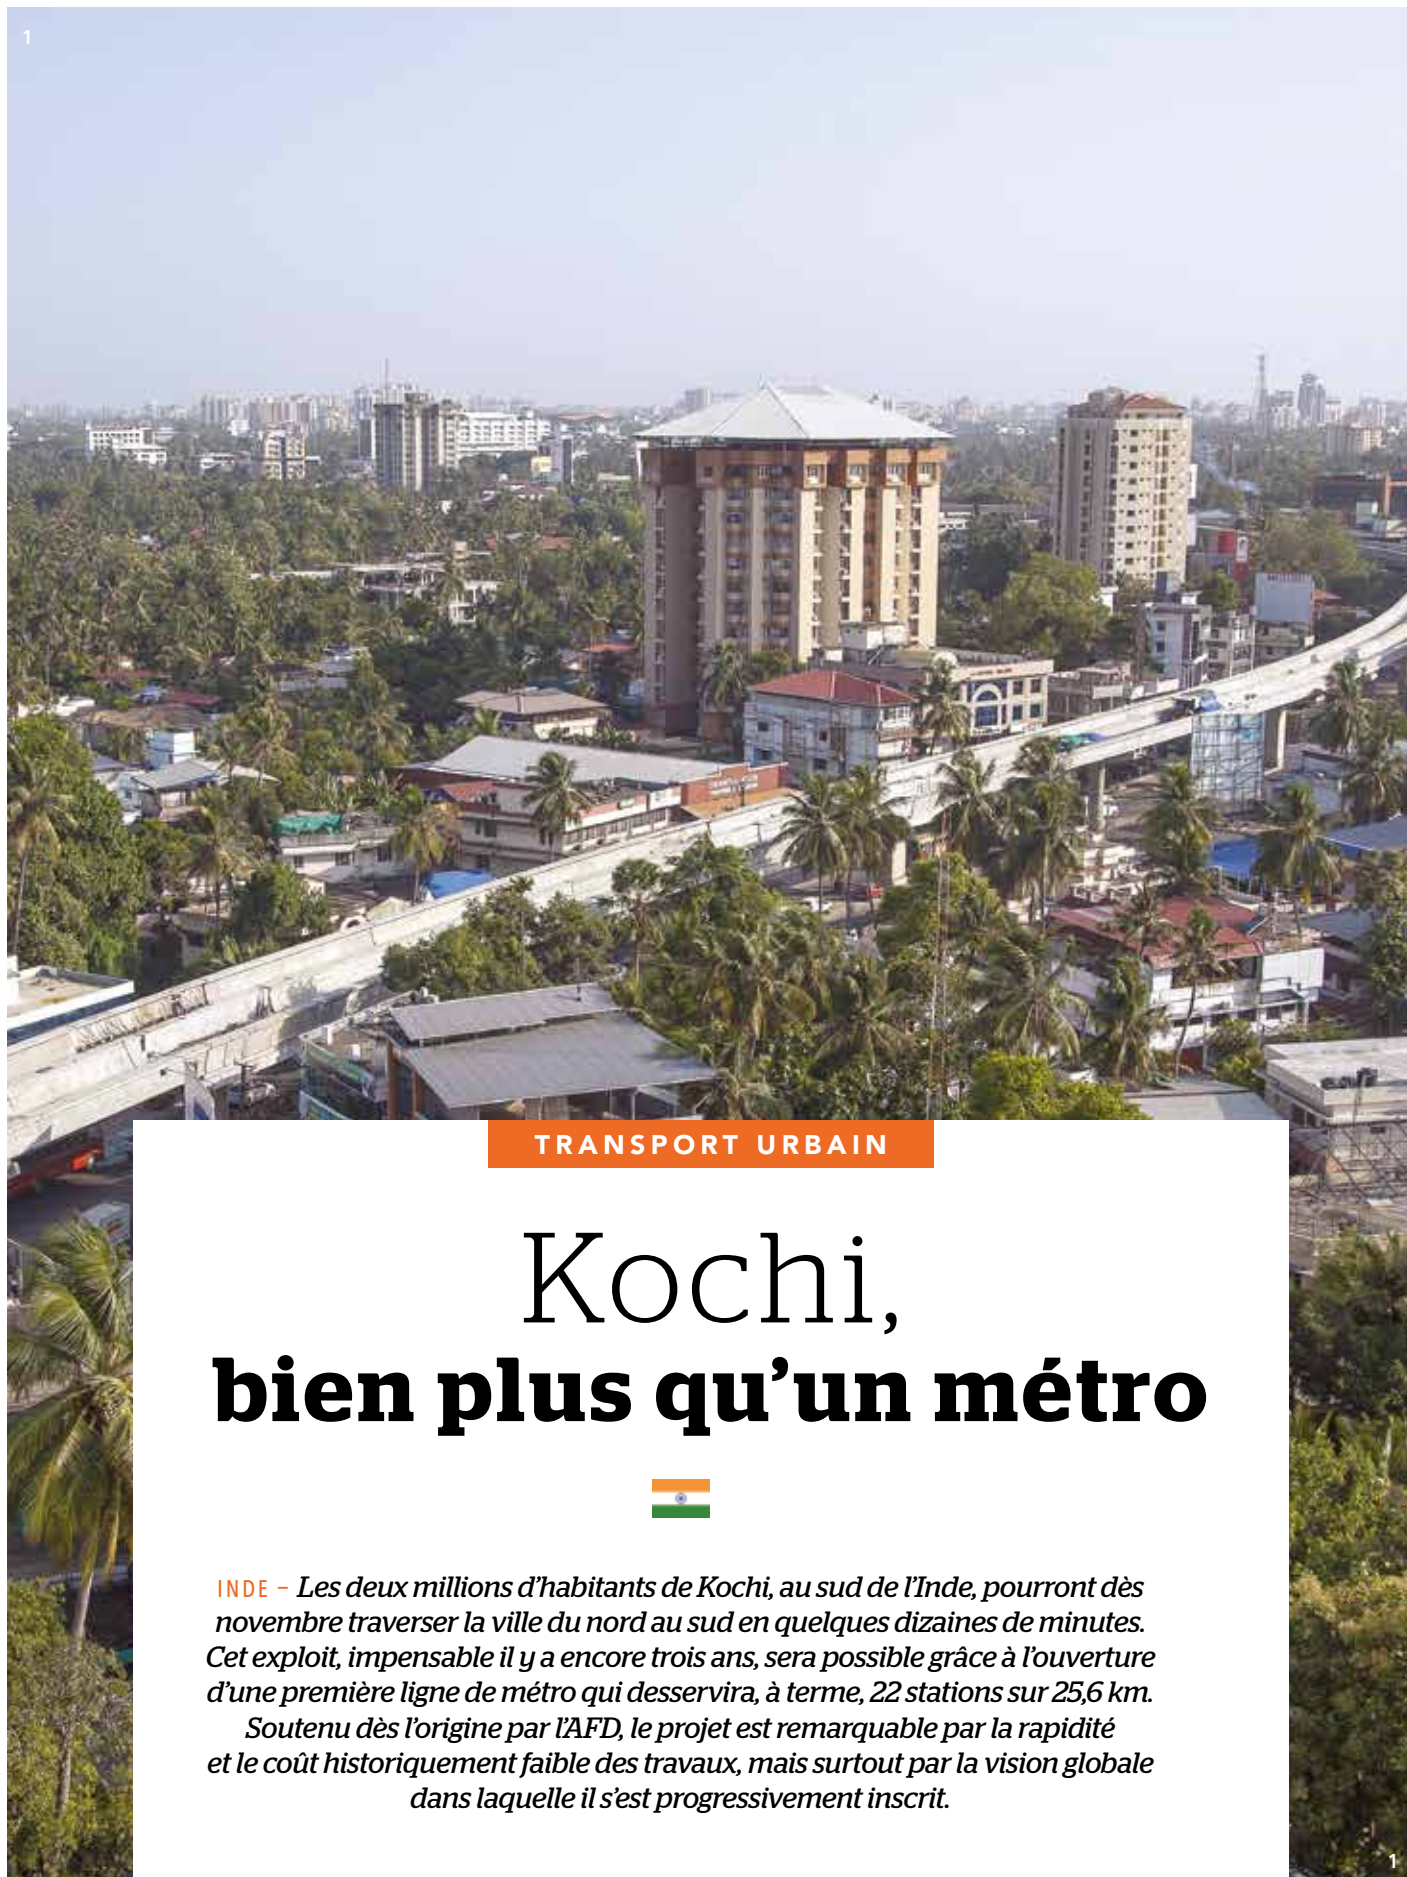 1
TRANSPORT URBAIN
Kochi,
bien plus qu’un métro
INDE – Les deux millions d’habitants de Kochi, au sud de l’Inde, pourront dès
novembre traverser la ville du nord au sud en quelques dizaines de minutes.
Cet exploit, impensable il y a encore trois ans, sera possible grâce à l’ouverture
d’une première ligne de métro qui desservira, à terme, 22 stations sur 25,6 km.
Soutenu dès l’origine par l’AFD, le projet est remarquable par la rapidité
et le coût historiquement faible des travaux, mais surtout par la vision globale
dans laquelle il s’est progressivement inscrit.
1